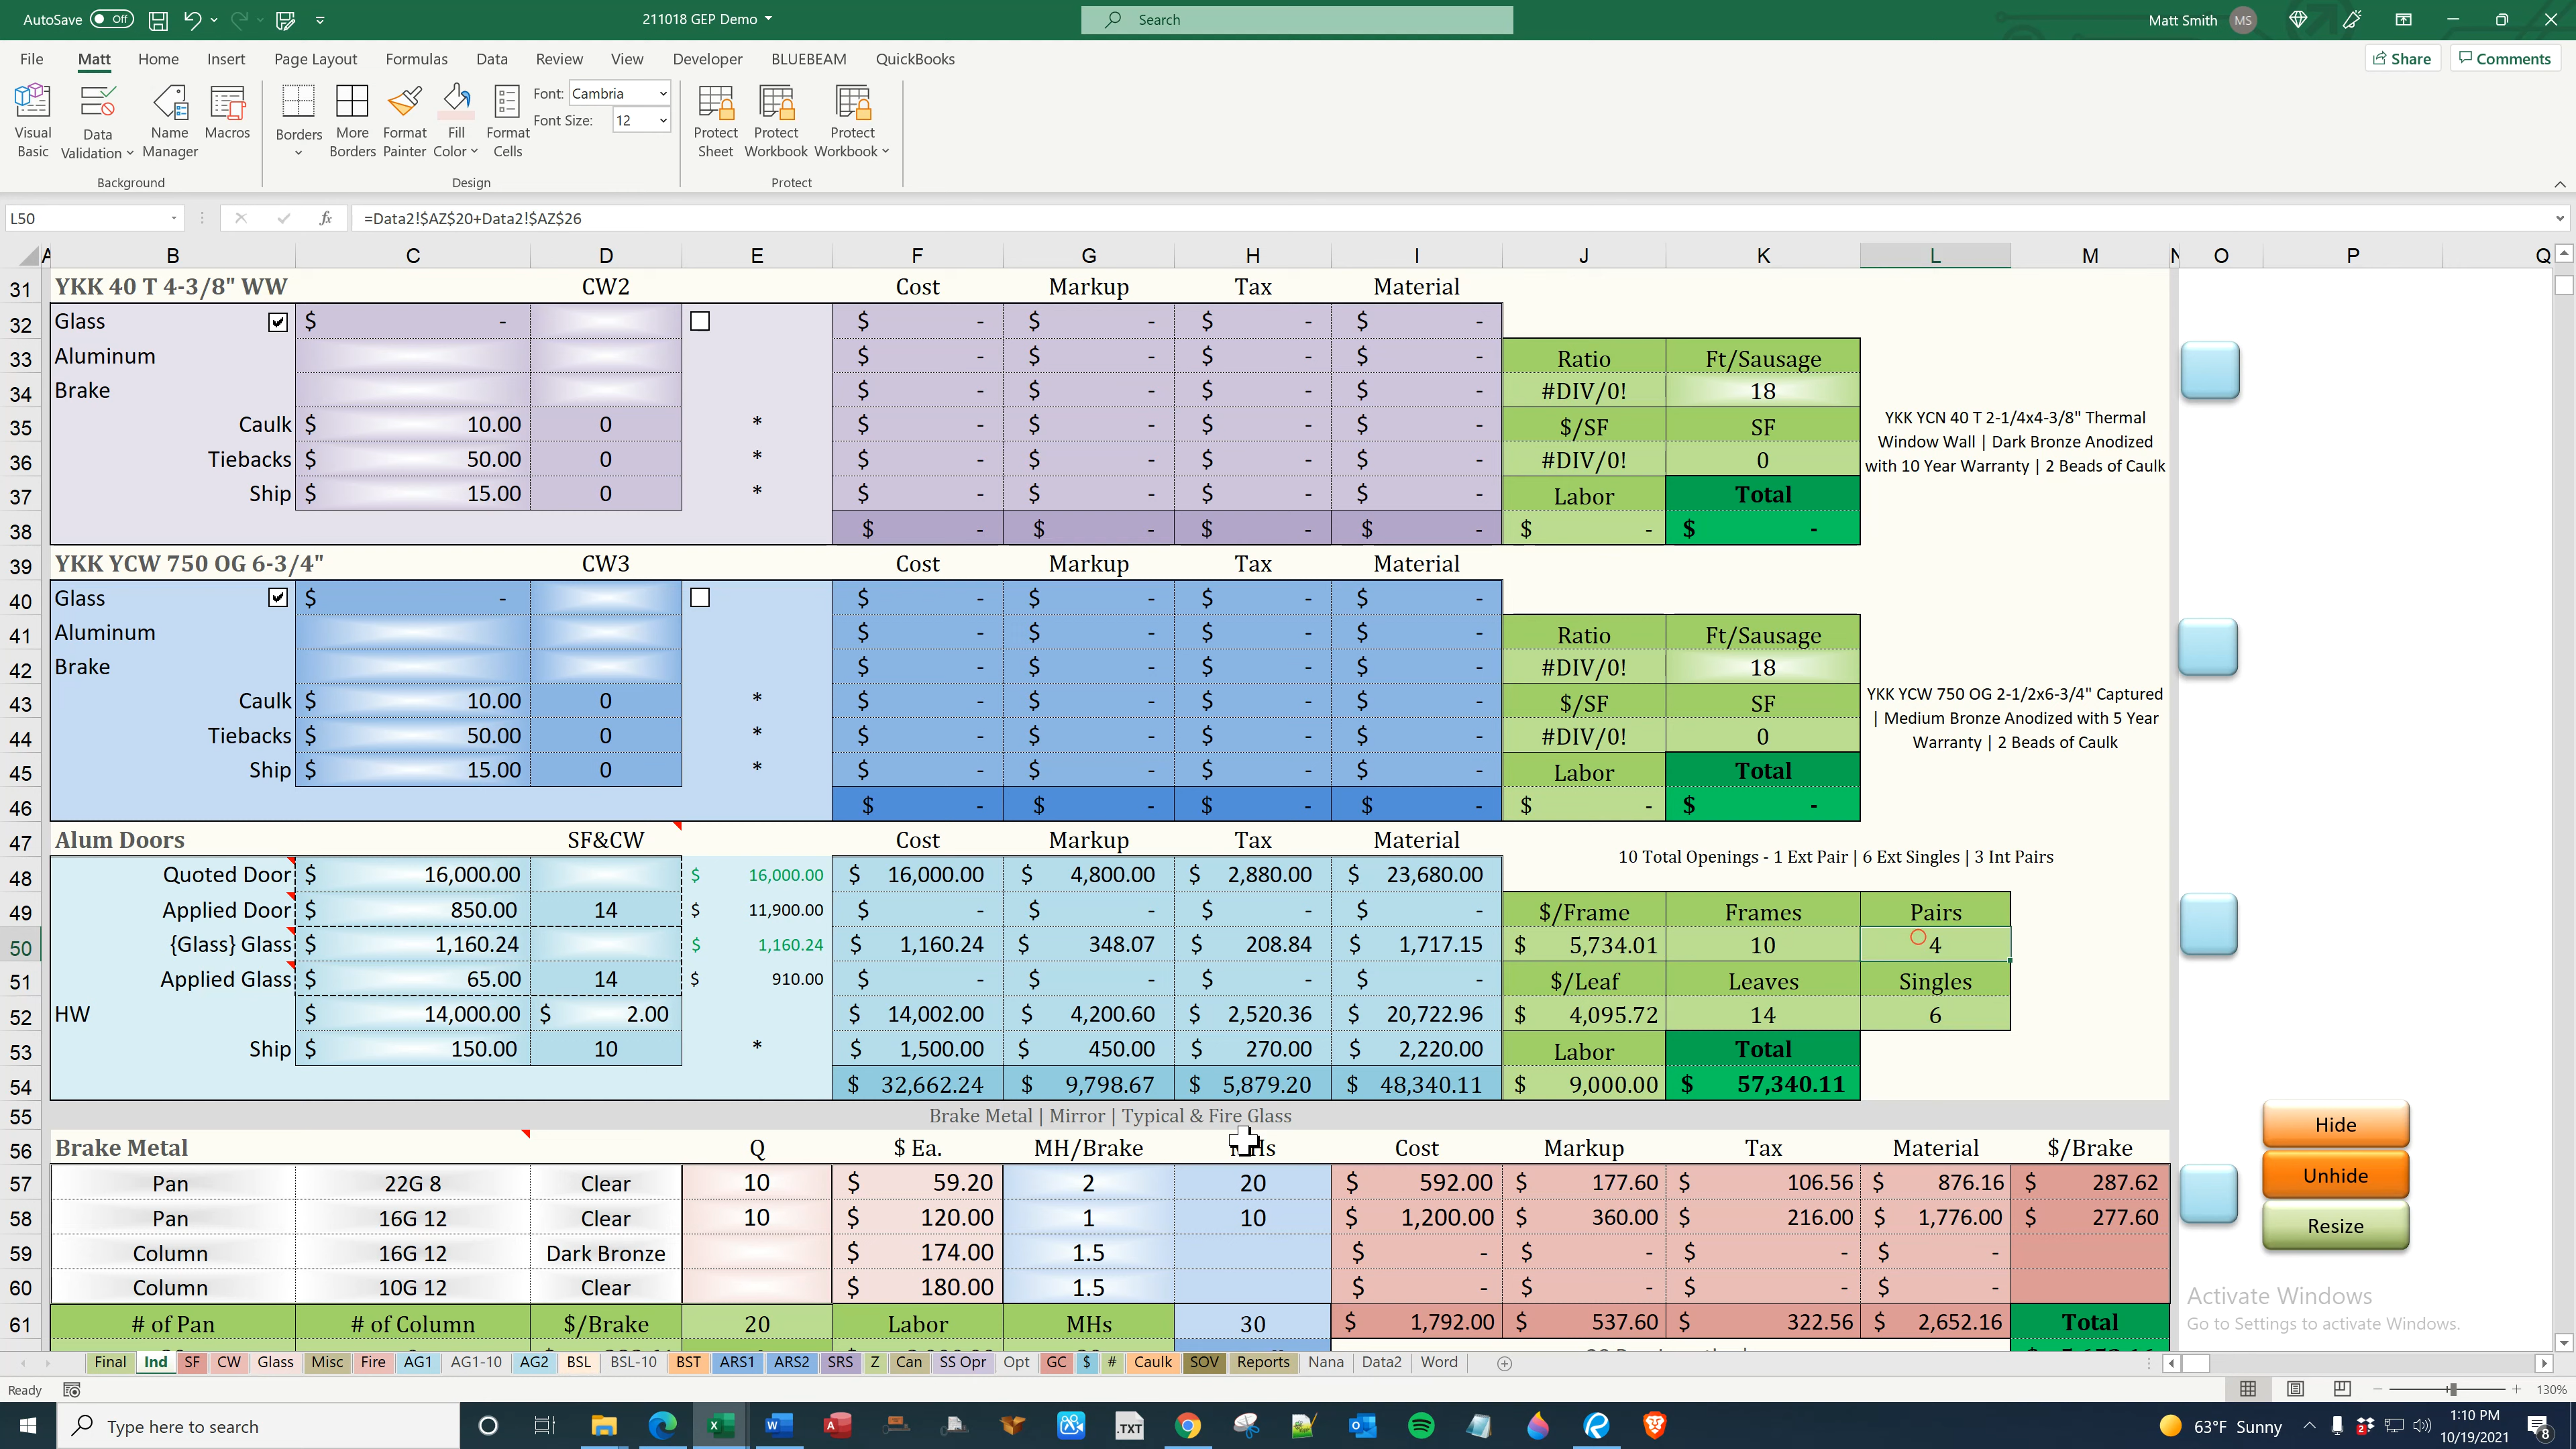 AutoSave Off 211018 GEP Demo Search Matt Smith MS
File Matt Home Insert Page Layout Formulas Data Review View Developer BLUEBEAM QuickBooks Share Comments
Visual Basic Data Validation Name Manager Macros Borders More Borders Format Painter Fill Color Format Cells Font: Cambria Font Size: 12 Protect Sheet Protect Workbook Protect Workbook
Background Design Protect
L50 fx =Data2!$AZ$20+Data2!$AZ$26
A B C D E F G H I J K L M N O P Q
31 YKK 40 T 4-3/8" WW CW2 Cost Markup Tax Material
32 Glass $ - $ - $ - $ - $ -
33 Aluminum $ - $ - $ - $ - Ratio Ft/Sausage
34 Brake $ - $ - $ - $ - #DIV/0! 18
35 Caulk $ 10.00 0 * $ - $ - $ - $ - $/SF SF
36 Tiebacks $ 50.00 0 * $ - $ - $ - $ - #DIV/0! 0
37 Ship $ 15.00 0 * $ - $ - $ - $ - Labor Total
38 $ - $ - $ - $ - $ - $ -
YKK YCN 40 T 2-1/4x4-3/8" Thermal
Window Wall | Dark Bronze Anodized
with 10 Year Warranty | 2 Beads of Caulk
39 YKK YCW 750 OG 6-3/4" CW3 Cost Markup Tax Material
40 Glass $ - $ - $ - $ - $ -
41 Aluminum $ - $ - $ - $ - Ratio Ft/Sausage
42 Brake $ - $ - $ - $ - #DIV/0! 18
43 Caulk $ 10.00 0 * $ - $ - $ - $ - $/SF SF
44 Tiebacks $ 50.00 0 * $ - $ - $ - $ - #DIV/0! 0
45 Ship $ 15.00 0 * $ - $ - $ - $ - Labor Total
46 $ - $ - $ - $ - $ - $ -
YKK YCW 750 OG 2-1/2x6-3/4" Captured
| Medium Bronze Anodized with 5 Year
Warranty | 2 Beads of Caulk
47 Alum Doors SF&CW Cost Markup Tax Material
48 Quoted Door $ 16,000.00 $ 16,000.00 $ 16,000.00 $ 4,800.00 $ 2,880.00 $ 23,680.00 10 Total Openings - 1 Ext Pair | 6 Ext Singles | 3 Int Pairs
49 Applied Door $ 850.00 14 $ 11,900.00 $ - $ - $ - $ - $/Frame Frames Pairs
50 {Glass} Glass $ 1,160.24 $ 1,160.24 $ 1,160.24 $ 348.07 $ 208.84 $ 1,717.15 $ 5,734.01 10 4
51 Applied Glass $ 65.00 14 $ 910.00 $ - $ - $ - $ - $/Leaf Leaves Singles
52 HW $ 14,000.00 $ 2.00 $ 14,002.00 $ 4,200.60 $ 2,520.36 $ 20,722.96 $ 4,095.72 14 6
53 Ship $ 150.00 10 * $ 1,500.00 $ 450.00 $ 270.00 $ 2,220.00 Labor Total
54 $ 32,662.24 $ 9,798.67 $ 5,879.20 $ 48,340.11 $ 9,000.00 $ 57,340.11
55 Brake Metal | Mirror | Typical & Fire Glass
56 Brake Metal Q $ Ea. MH/Brake Cost Markup Tax Material $/Brake
57 Pan 22G 8 Clear 10 $ 59.20 2 20 $ 592.00 $ 177.60 $ 106.56 $ 876.16 $ 287.62
58 Pan 16G 12 Clear 10 $ 120.00 1 10 $ 1,200.00 $ 360.00 $ 216.00 $ 1,776.00 $ 277.60
59 Column 16G 12 Dark Bronze $ 174.00 1.5 $ - $ - $ - $ -
60 Column 10G 12 Clear $ 180.00 1.5 $ - $ - $ - $ -
61 # of Pan # of Column $/Brake 20 Labor MHs 30 $ 1,792.00 $ 537.60 $ 322.56 $ 2,652.16 Total
Hide
Unhide
Resize
Activate Windows
Go to Settings to activate Windows.
Final Ind SF CW Glass Misc Fire AG1 AG1-10 AG2 BSL BSL-10 BST ARS1 ARS2 SRS Z Can SS Opr Opt GC $ # Caulk SOV Reports Nana Data2 Word
Ready 130%
Type here to search .TXT 63°F Sunny 2 1:10 PM
10/19/2021 8